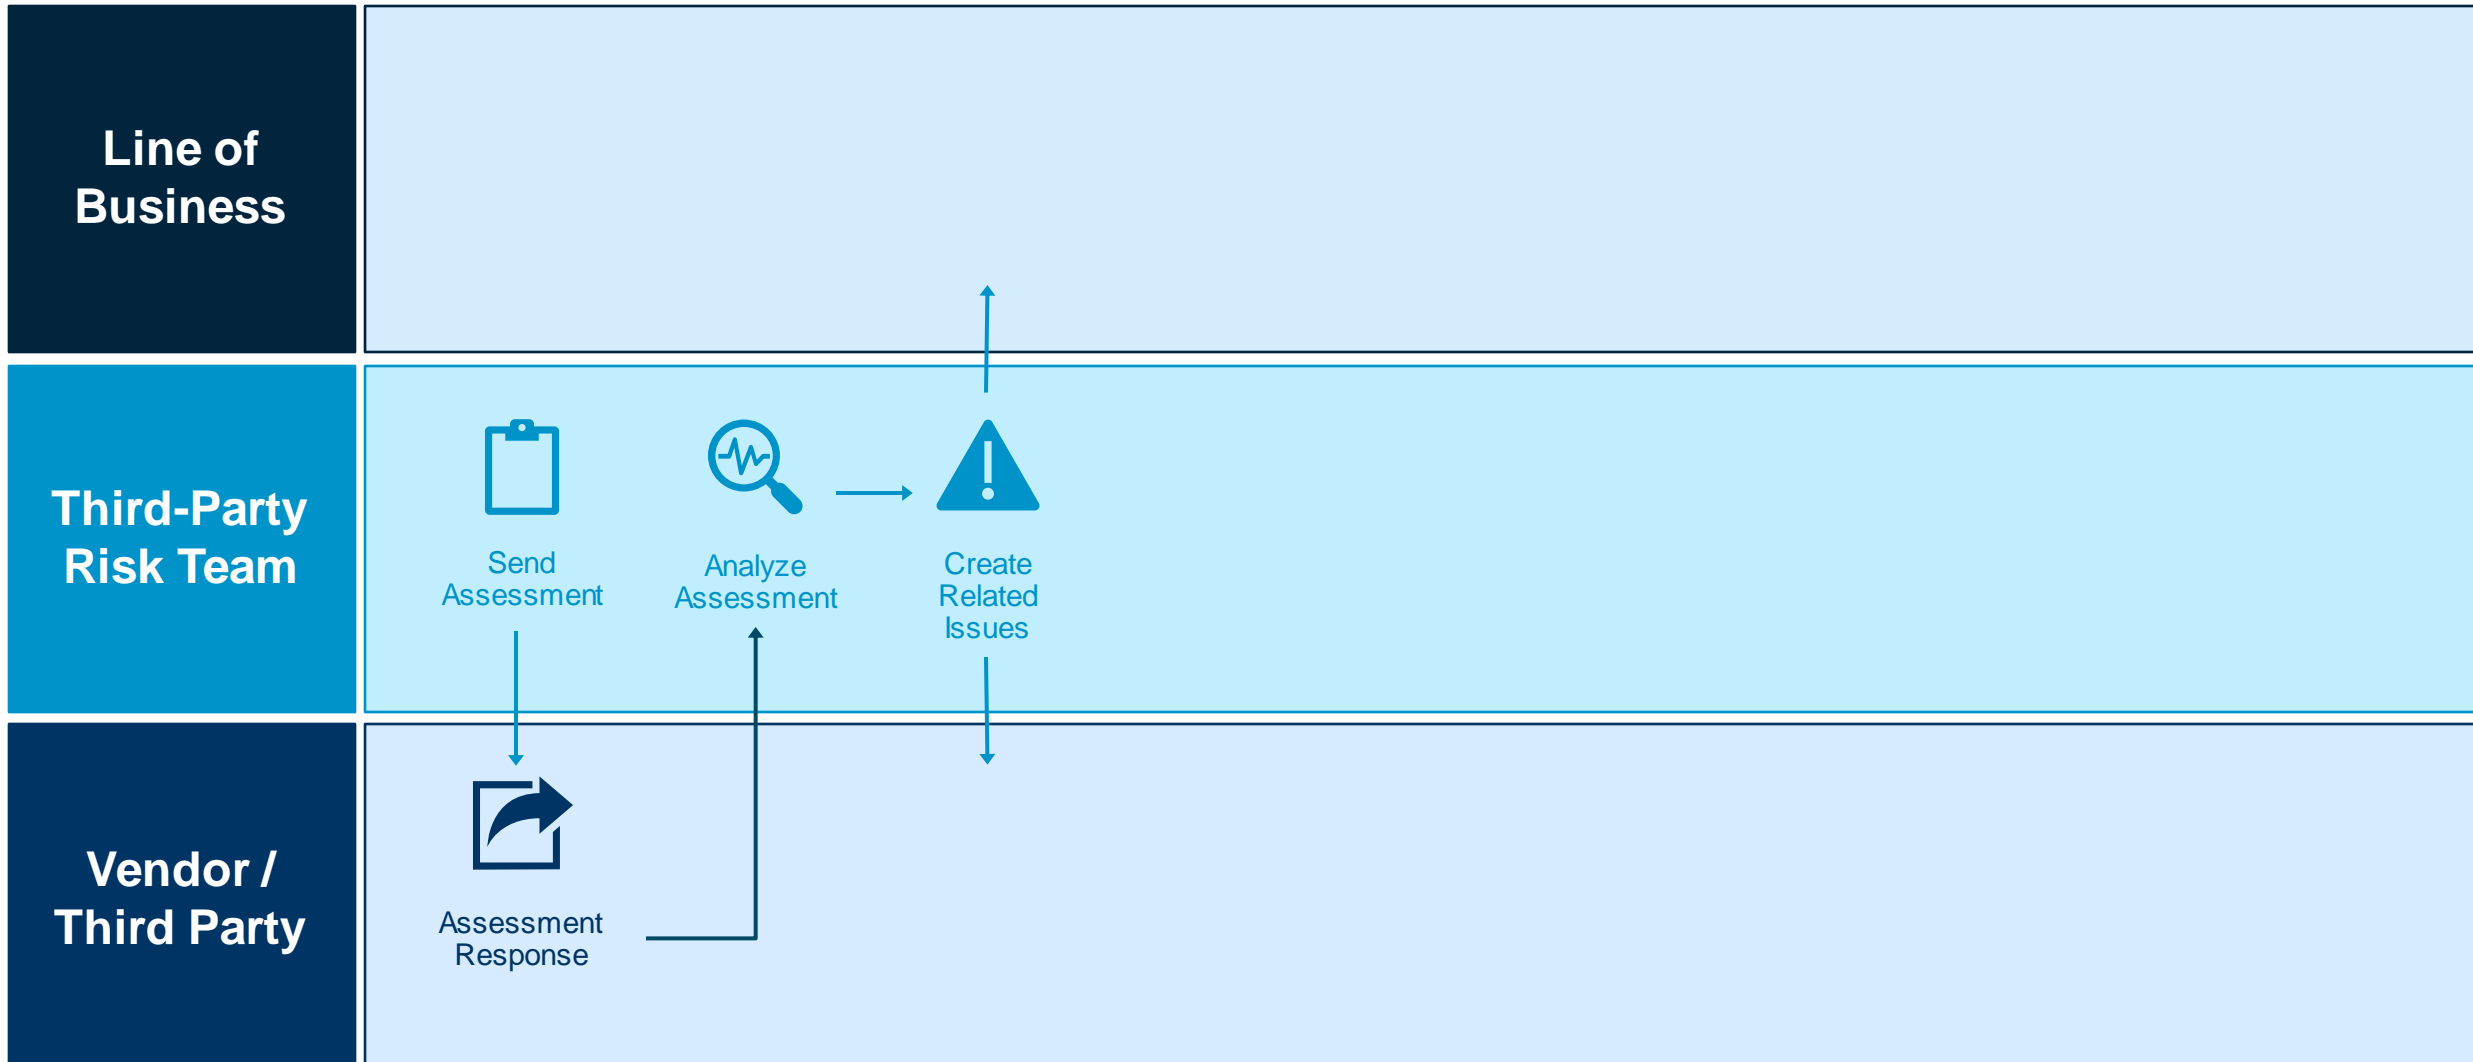 Line of
Business
Third-Party
Risk Team
Send
Assessment
Analyze
Assessment
Create
Related
Issues
Vendor /
Third Party
Assessment
Response